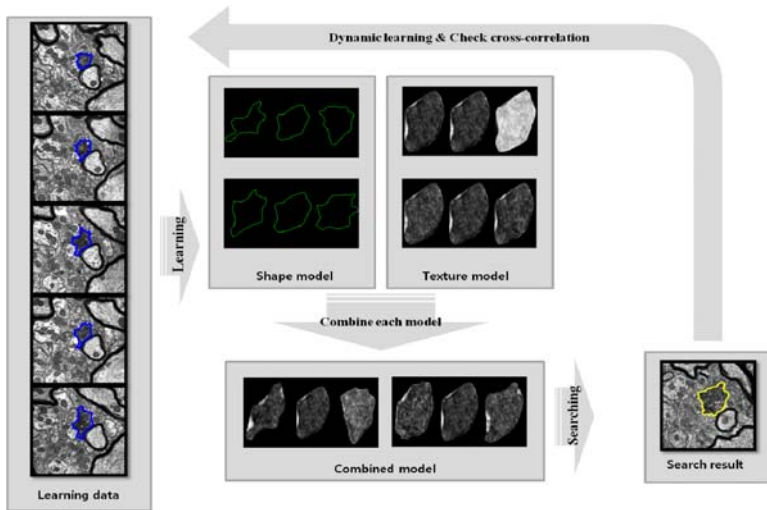 Dynamic learning & Check cross-correlation
Learning
Shape model
Texture model
Combine each model
Combined model
Searching
Search result
Learning data